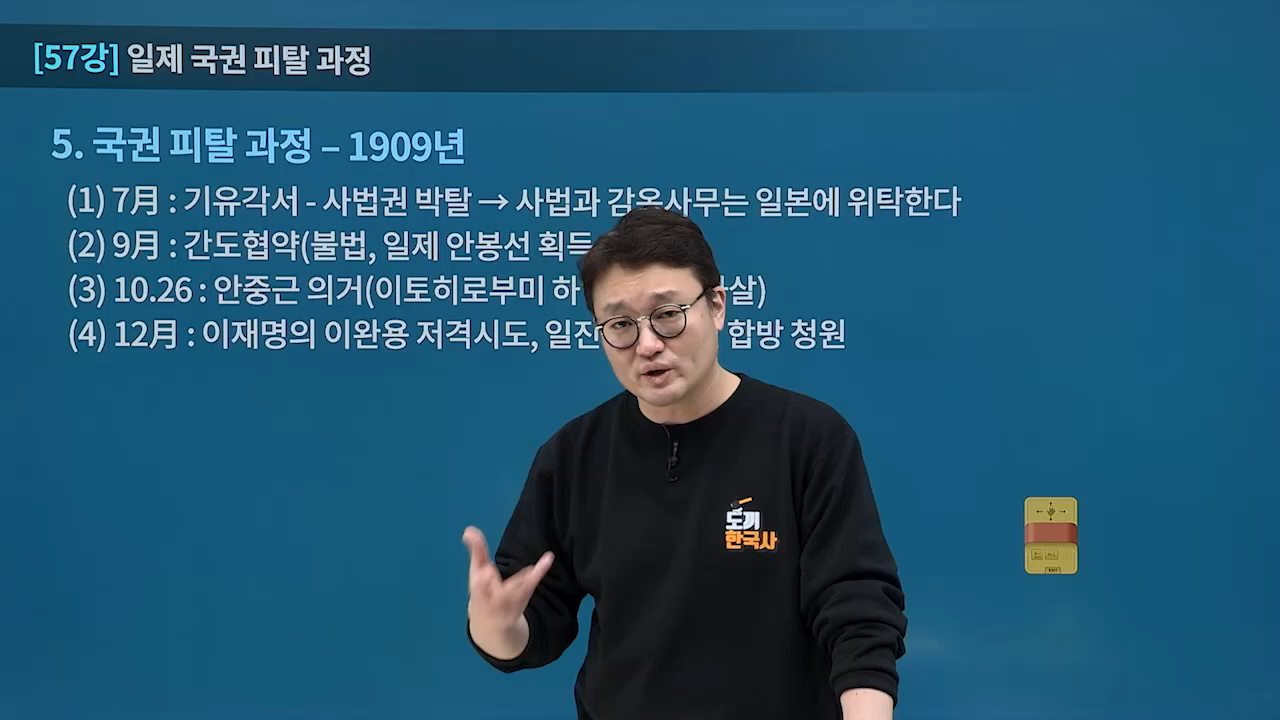 [57강] 일제 국권 피탈 과정
5. 국권 피탈 과정 – 1909년
(1) 7月 : 기유각서 - 사법권 박탈 → 사법과 감옥사무는 일본에 위탁한다
(2) 9月 : 간도협약(불법, 일제 안봉선 획득
(3) 10.26 : 안중근 의거(이토히로부미 하 살)
(4) 12月 : 이재명의 이완용 저격시도, 일진 합방 청원
도끼
한국사